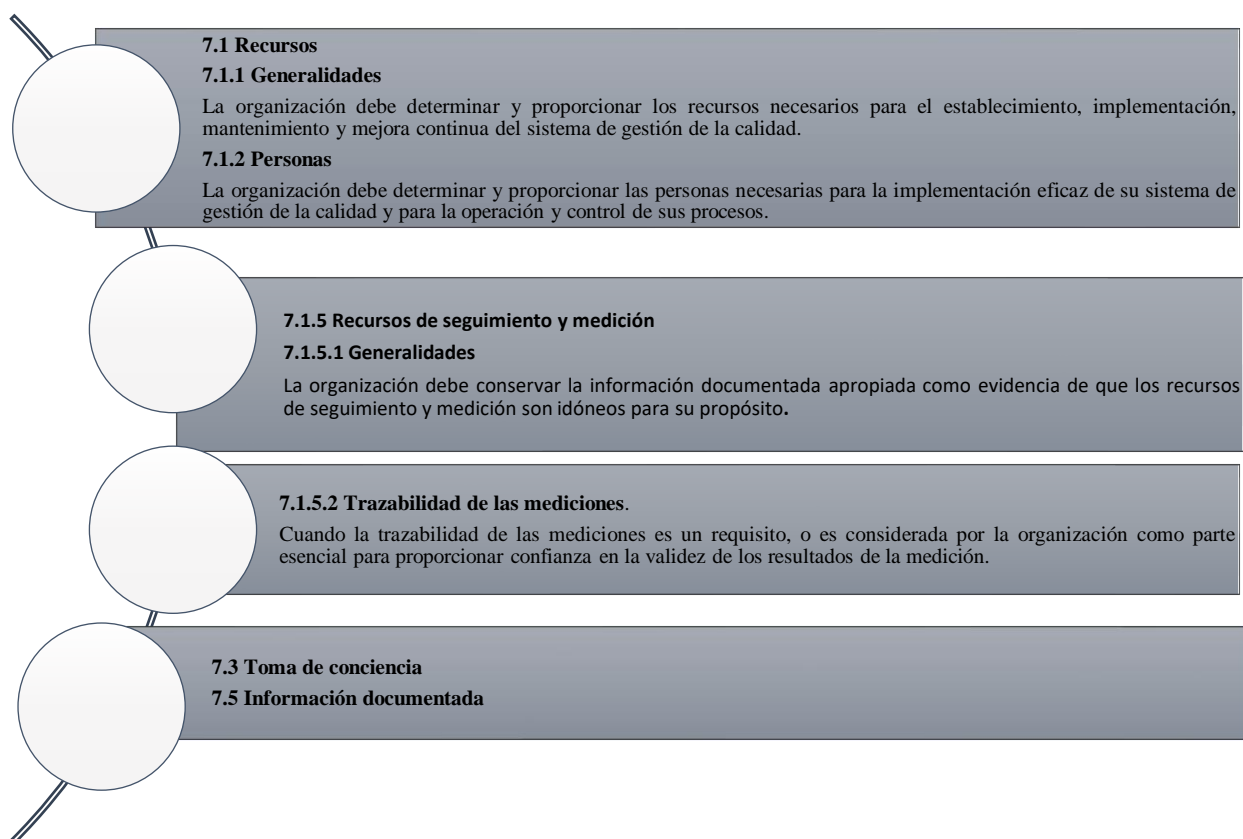 7.1 Recursos
7.1.1 Generalidades
La organización debe determinar y proporcionar los recursos necesarios para el establecimiento, implementación,
mantenimiento y mejora continua del sistema de gestión de la calidad.
7.1.2 Personas
La organización debe determinar y proporcionar las personas necesarias para la implementación eficaz de su sistema de
gestión de la calidad y para la operación y control de sus procesos.
7.1.5 Recursos de seguimiento y medición
7.1.5.1 Generalidades
La organización debe conservar la información documentada apropiada como evidencia de que los recursos
de seguimiento y medición son idóneos para su propósito.
7.1.5.2 Trazabilidad de las mediciones.
Cuando la trazabilidad de las mediciones es un requisito, o es considerada por la organización como parte
esencial para proporcionar confianza en la validez de los resultados de la medición.
7.3 Toma de conciencia
7.5 Información documentada